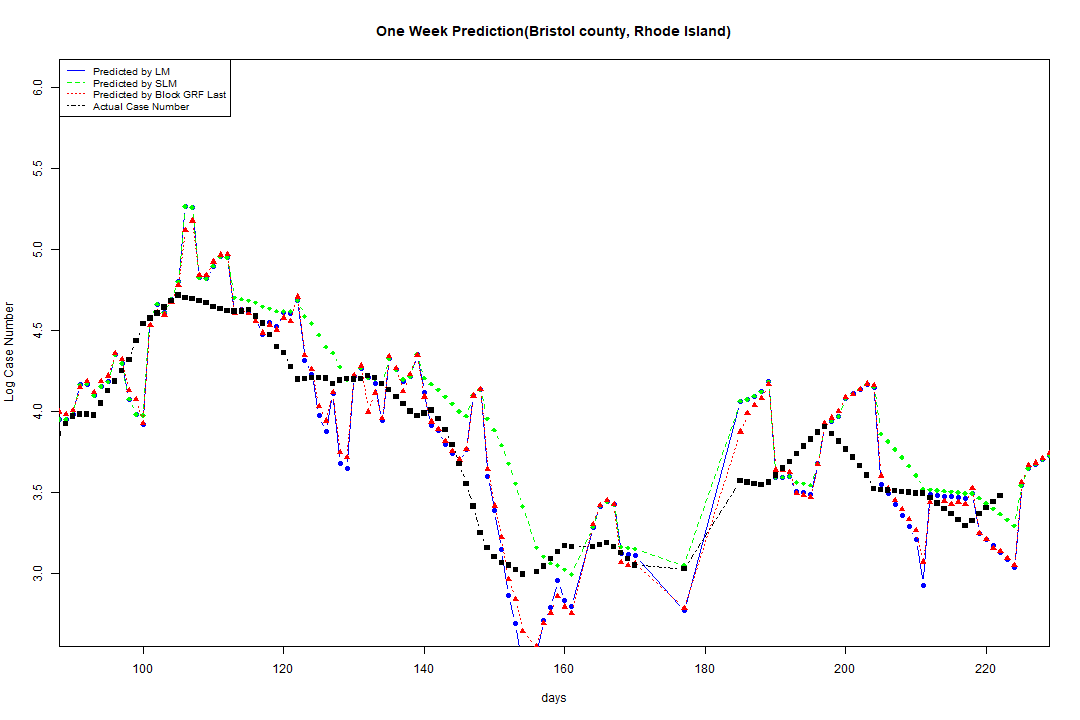 One Week Prediction(Bristol county, Rhode Island)
Predicted by LM
Predicted by SLM
Predicted by Block GRF Last
Actual Case Number
6.0
5.5
5.0
4.5
4.0
3.5
3.0
Log Case Number
100 120 140 160 180 200 220
days